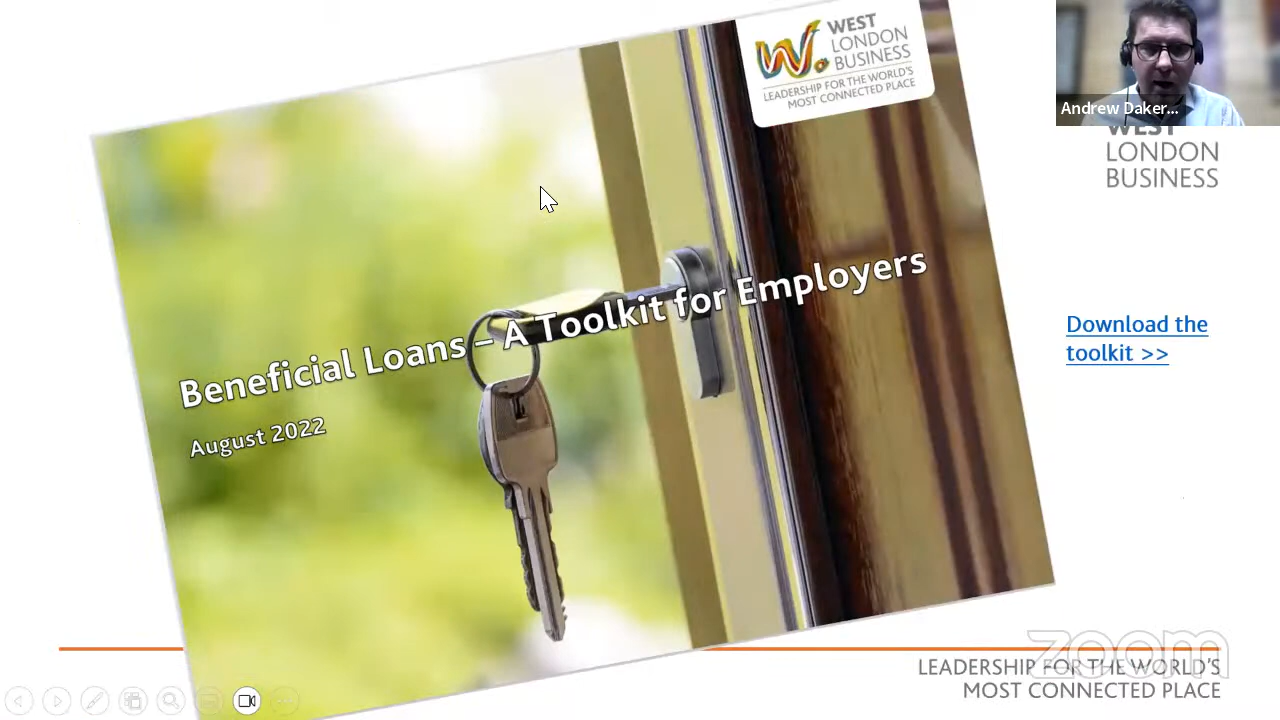 WEST
LONDON
BUSINESS
LEADERSHIP FOR THE WORLD'S
MOST CONNECTED PLACE
Andrew Daker...
WEST
LONDON
BUSINESS
Beneficial Loans – A Toolkit for Employers
August 2022
Download the
toolkit >>
zoom
LEADERSHIP FOR THE WORLD'S
MOST CONNECTED PLACE